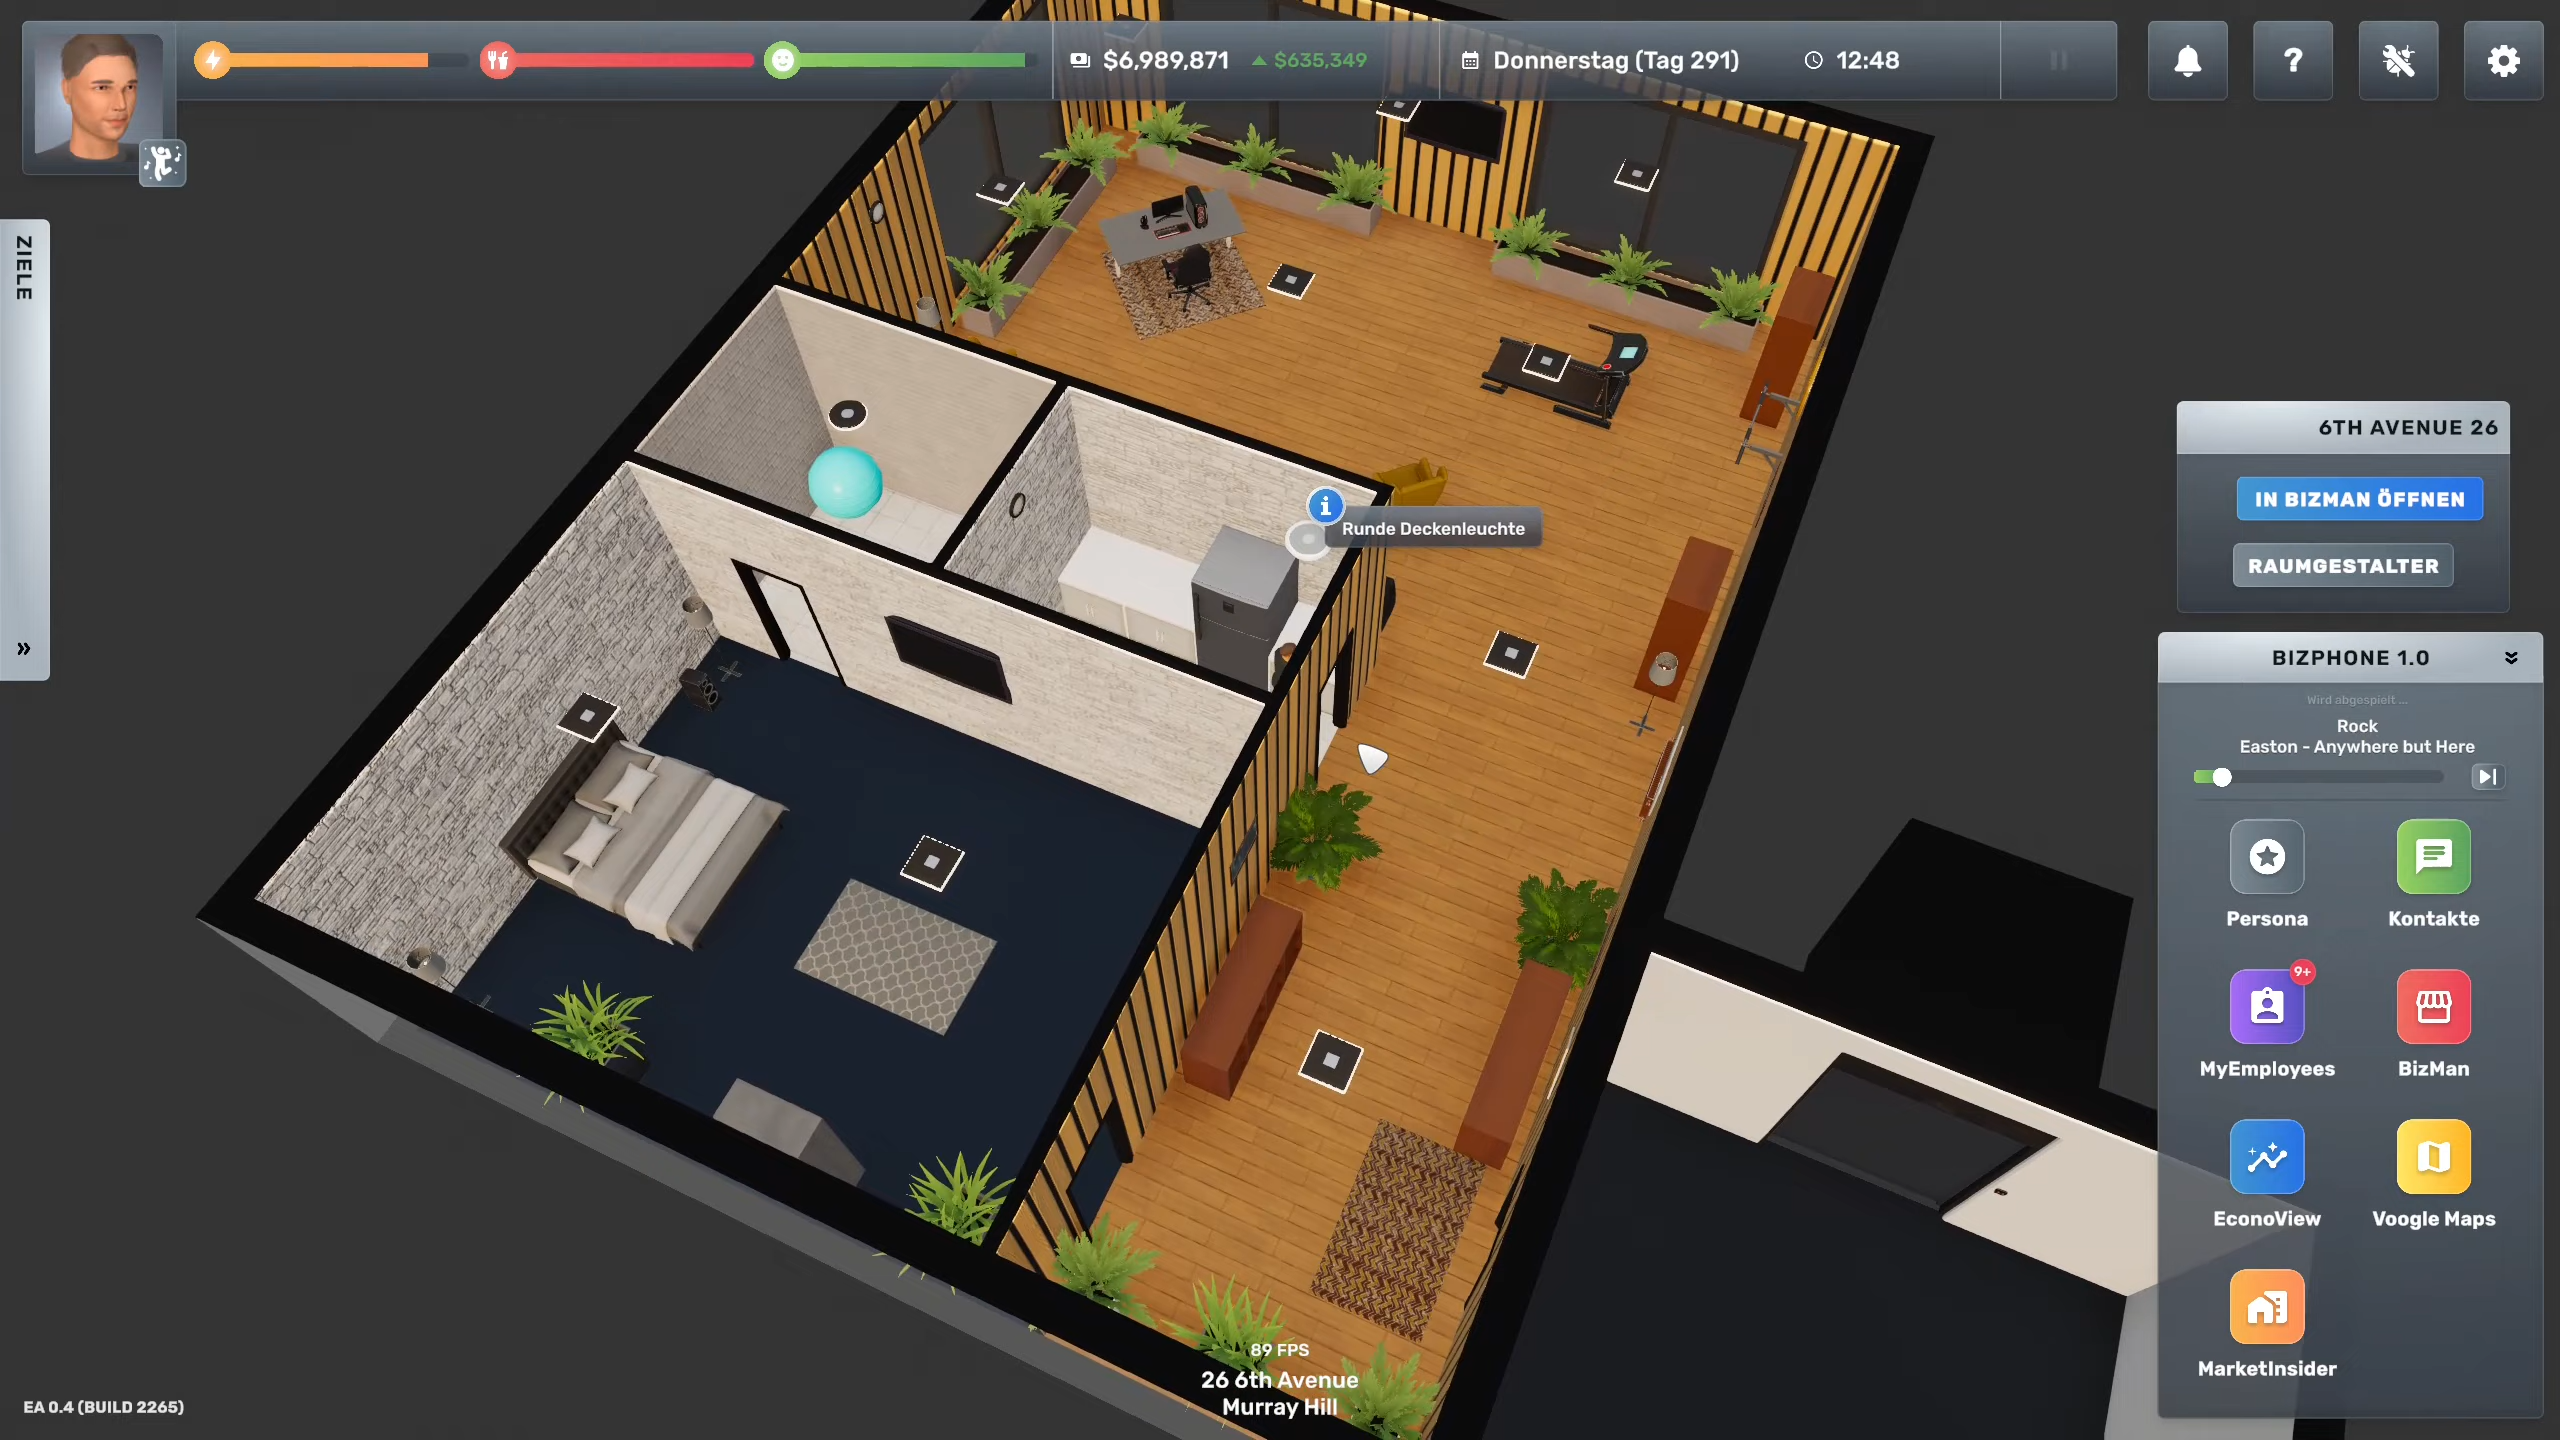 $6,989,871
$635,349
Donnerstag (Tag 291)
12:48
?
ZIELE
6TH AVENUE 26
IN BIZMAN ÖFFNEN
RAUMGESTALTER
Runde Deckenleuchte
BIZPHONE 1.0
Wird abgespielt ...
Rock
Easton - Anywhere but Here
Persona
Kontakte
9+
MyEmployees
BizMan
EconoView
Voogle Maps
MarketInsider
89 FPS
26 6th Avenue
Murray Hill
EA 0.4 (BUILD 2265)